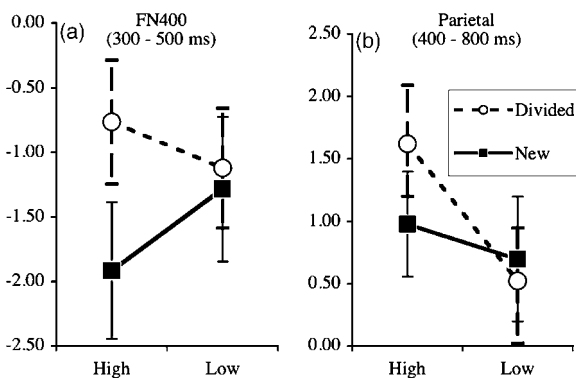 (a)
FN400
(300 - 500 ms)
0.00
-0.50
-1.00
-1.50
-2.00
-2.50
High
Low
(b)
Parietal
(400 - 800 ms)
2.50
2.00
1.50
1.00
0.50
0.00
High
Low
Divided
New